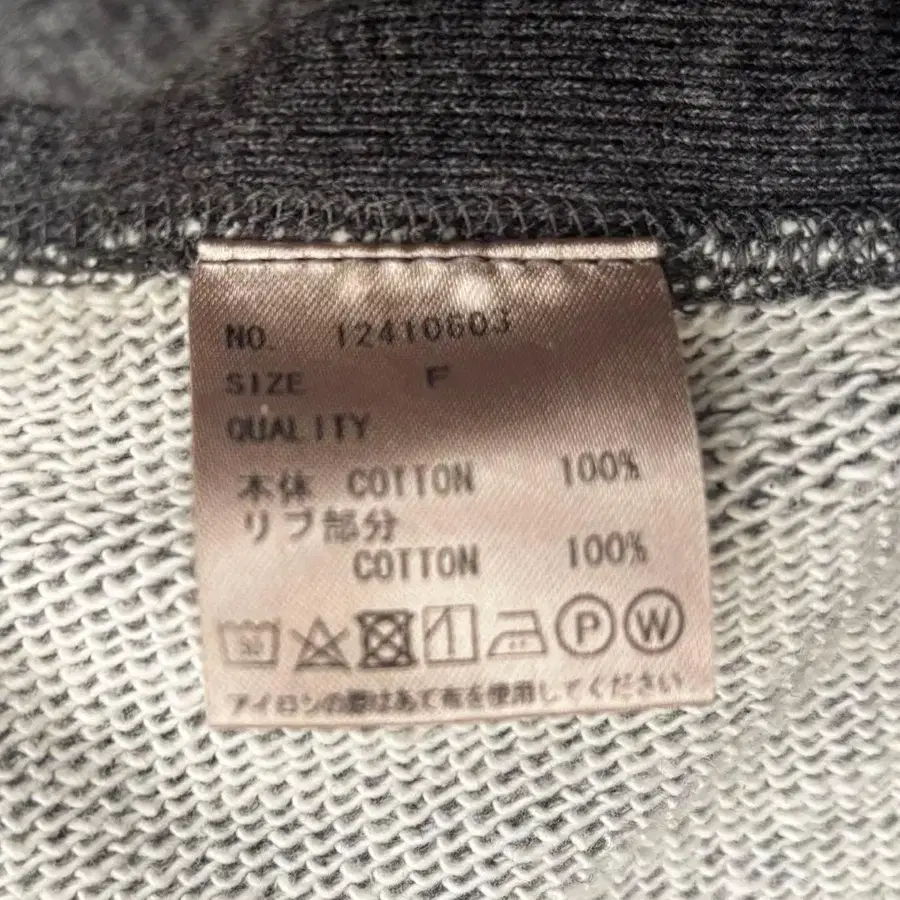 NO. 12410603
SIZE F
QUALITY
本体 COTTON 100%
リブ部分
COTTON 100%
P W
アイロンの際はあて布を使用してください